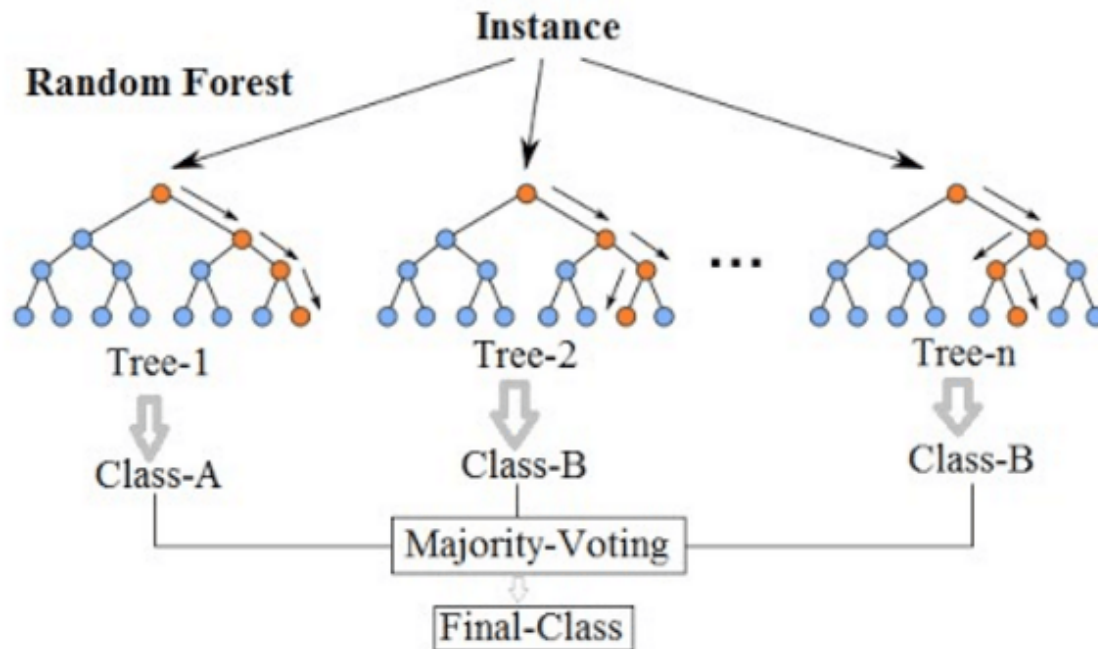 Instance
Random Forest
...
Tree-1
Tree-2
Tree-n
Class-A
Class-B
Class-B
Majority-Voting
Final-Class